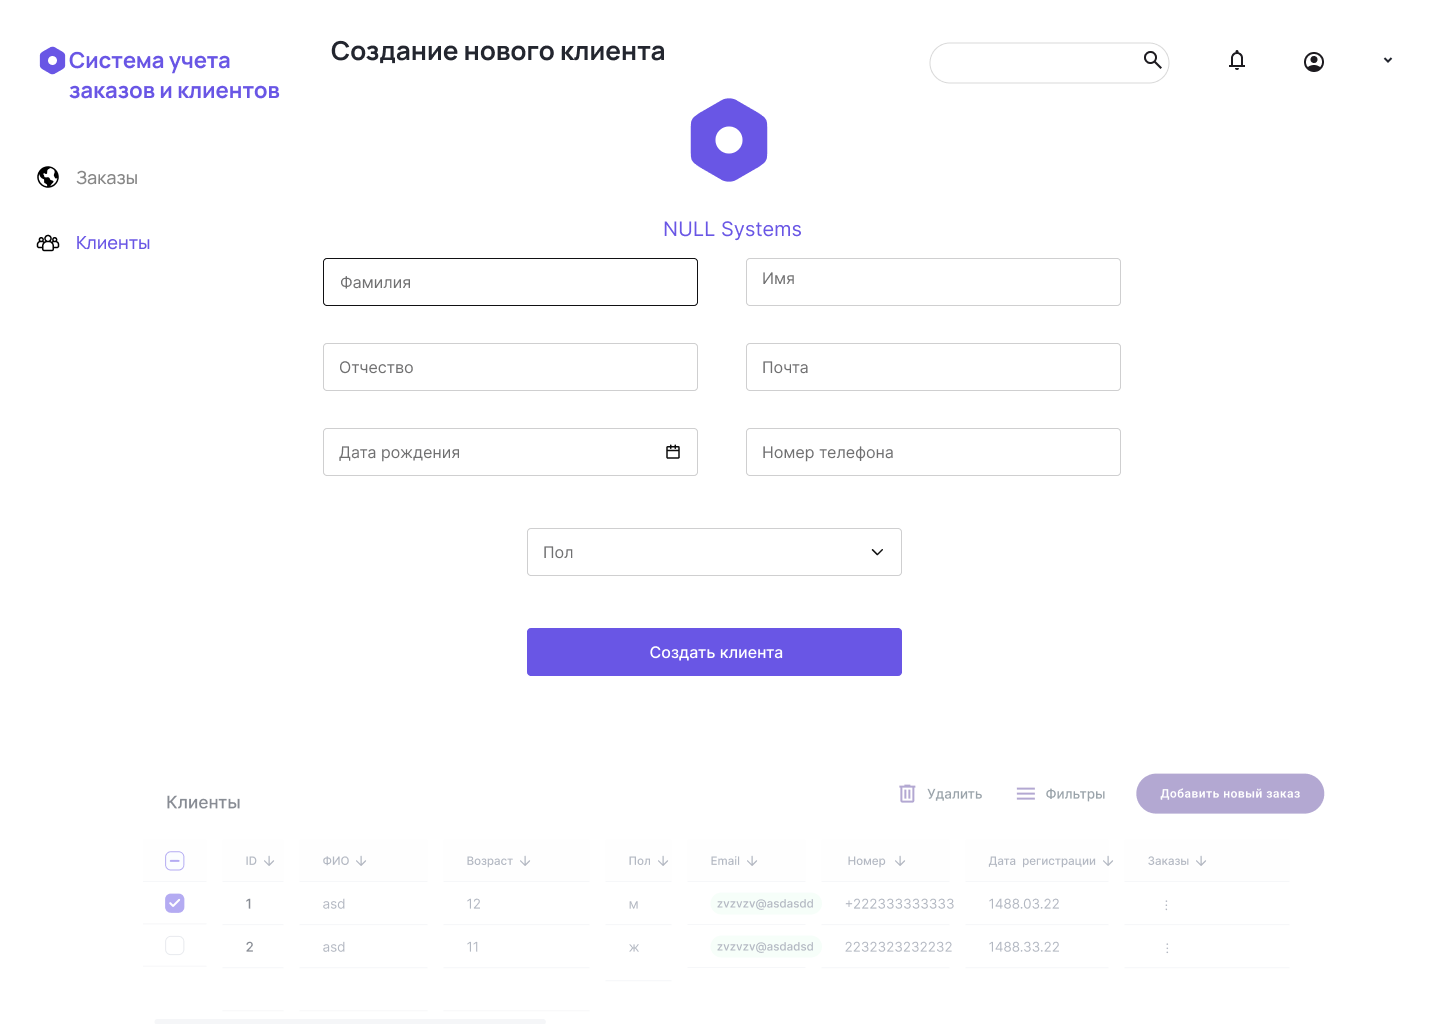 Система учета
заказов и клиентов
Создание нового клиента
Заказы
Клиенты
NULL Systems
Фамилия
Имя
Отчество
Почта
Дата рождения
Номер телефона
Пол
Создать клиента
Клиенты
Удалить
Фильтры
Добавить новый заказ
ID ФИО Возраст Пол Email Номер Дата регистрации Заказы
1 asd 12 м zvzvzv@asdasdd +222333333333 1488.03.22
2 asd 11 ж zvzvzv@asdadsd 2232323232232 1488.33.22